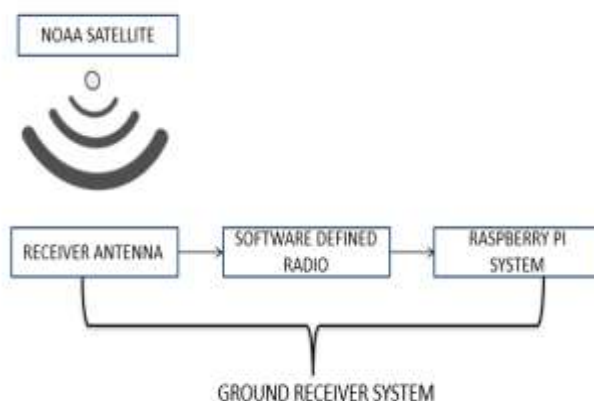 NOAA SATELLITE
RECEIVER ANTENNA
SOFTWARE DEFINED
RADIO
RASPBERRY PI
SYSTEM
GROUND RECEIVER SYSTEM